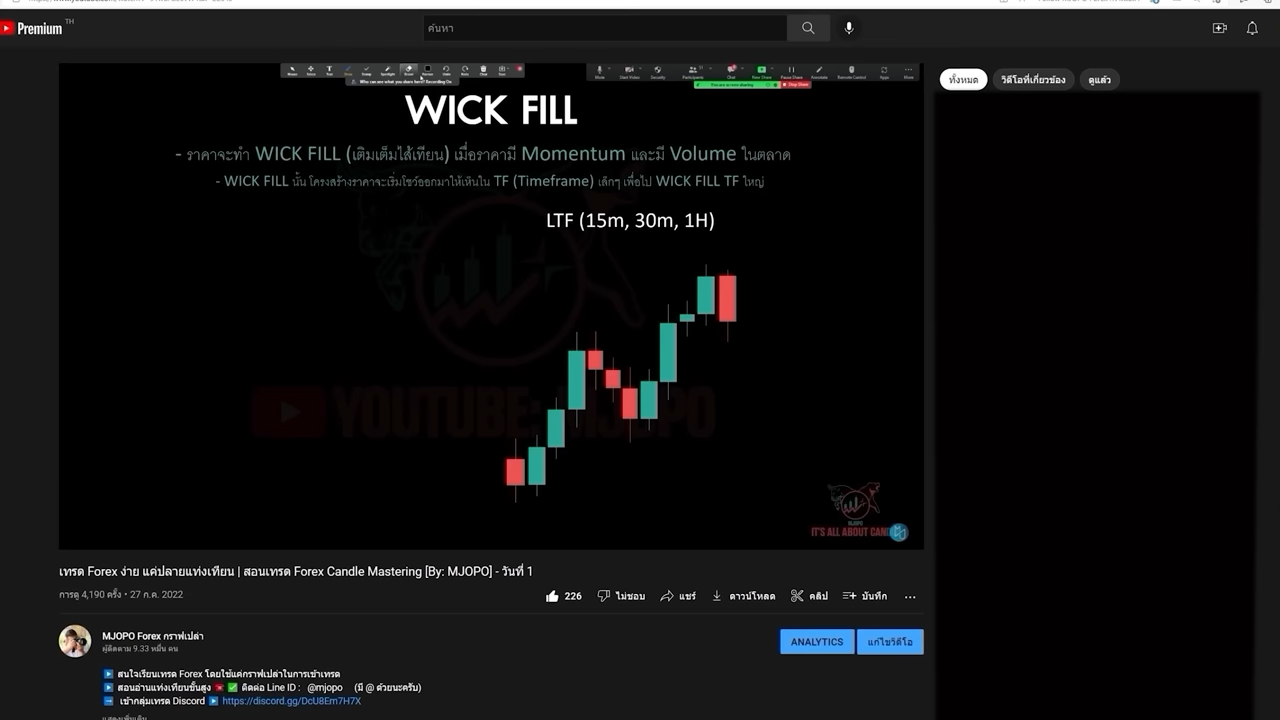 Premium TH
ค้นหา
ทั้งหมด
วิดีโอที่เกี่ยวข้อง
ดูแล้ว
WICK FILL
- ราคาจะทำ WICK FILL (เติมเต็มไส้เทียน) เมื่อราคามี Momentum และมี Volume ในตลาด
- WICK FILL นั้น โครงสร้างราคาจะเริ่มโชว์ออกมาให้เห็นใน TF (Timeframe) เล็กๆ เพื่อไป WICK FILL TF ใหญ่
LTF (15m, 30m, 1H)
YOUTUBE: MJOPO
MJOPO
IT'S ALL ABOUT
เทรด Forex ง่าย แค่ปลายแท่งเทียน | สอนเทรด Forex Candle Mastering [By: MJOPO] - วันที่ 1
การดู 4,190 ครั้ง • 27 ก.ค. 2022
226 ไม่ชอบ แชร์ ดาวน์โหลด คลิป บันทึก
MJOPO Forex กราฟเปล่า
ผู้ติดตาม 9.33 หมื่น คน
ANALYTICS
แก้ไขวิดีโอ
สนใจเรียนเทรด Forex โดยใช้แค่กราฟเปล่าในการเข้าเทรด
สอนอ่านแท่งเทียนขั้นสูง ติดต่อ Line ID : @mjopo (มี @ ด้วยนะครับ)
เข้ากลุ่มเทรด Discord https://discord.gg/DcU8Em7H7X